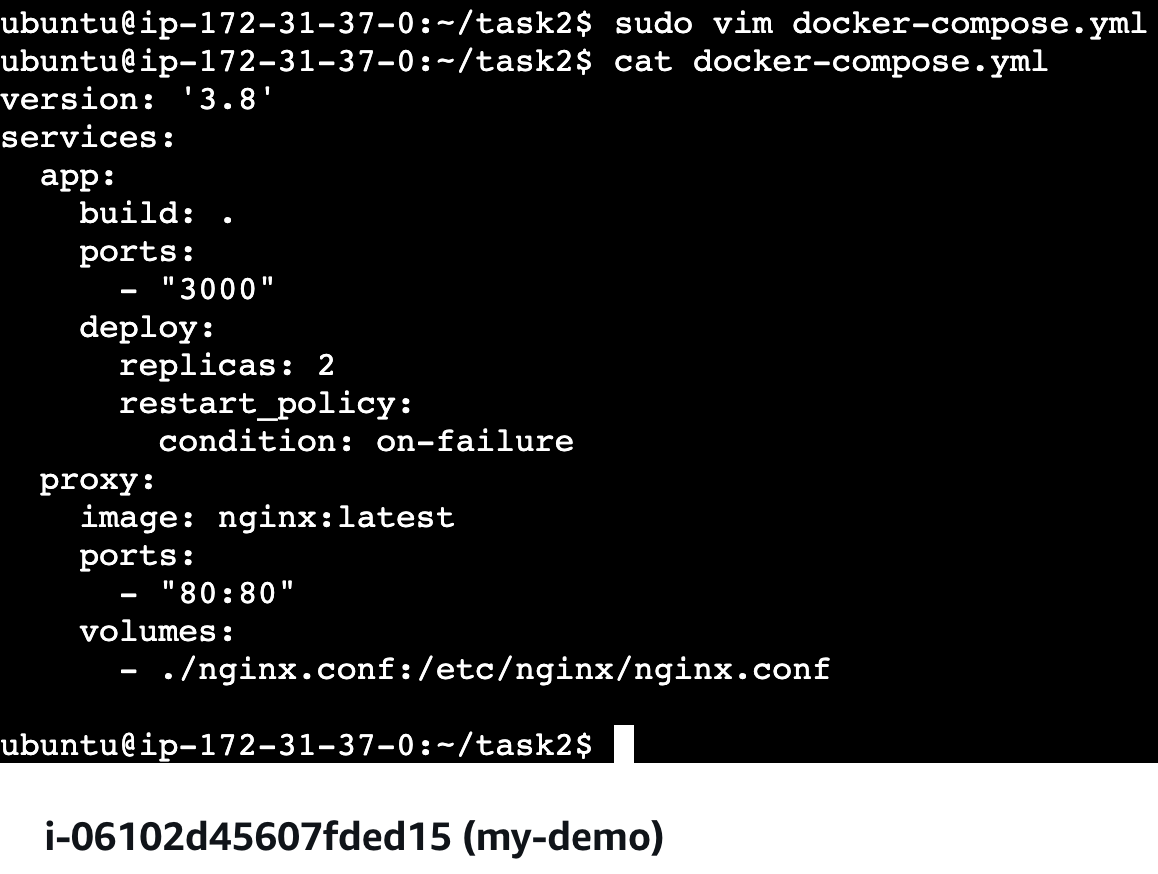 ubuntu@ip-172-31-37-0:~/task2$ sudo vim docker-compose.yml
ubuntu@ip-172-31-37-0:~/task2$ cat docker-compose.yml
version: '3.8'
services:
  app:
    build: .
    ports:
      - "3000"
    deploy:
      replicas: 2
      restart_policy:
        condition: on-failure
  proxy:
    image: nginx:latest
    ports:
      - "80:80"
    volumes:
      - ./nginx.conf:/etc/nginx/nginx.conf

ubuntu@ip-172-31-37-0:~/task2$
i-06102d45607fded15 (my-demo)